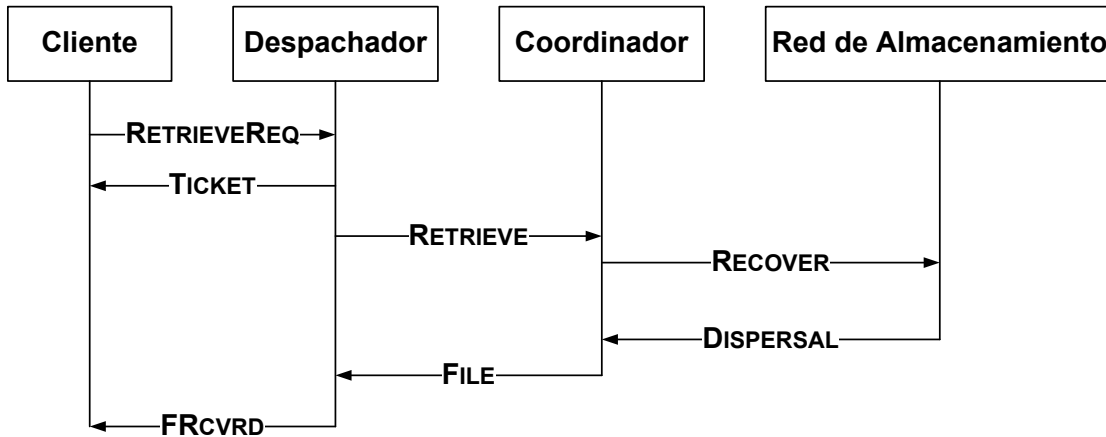 Cliente
Despachador
Coordinador
Red de Almacenamiento
RETRIEVEREQ
TICKET
RETRIEVE
RECOVER
DISPERSAL
FILE
FRCVRD